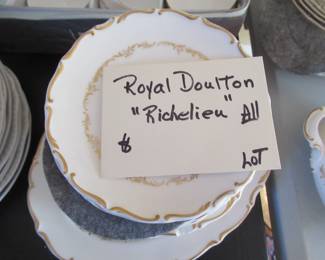 Royal Doulton
"Richelieu" All
$
LOT